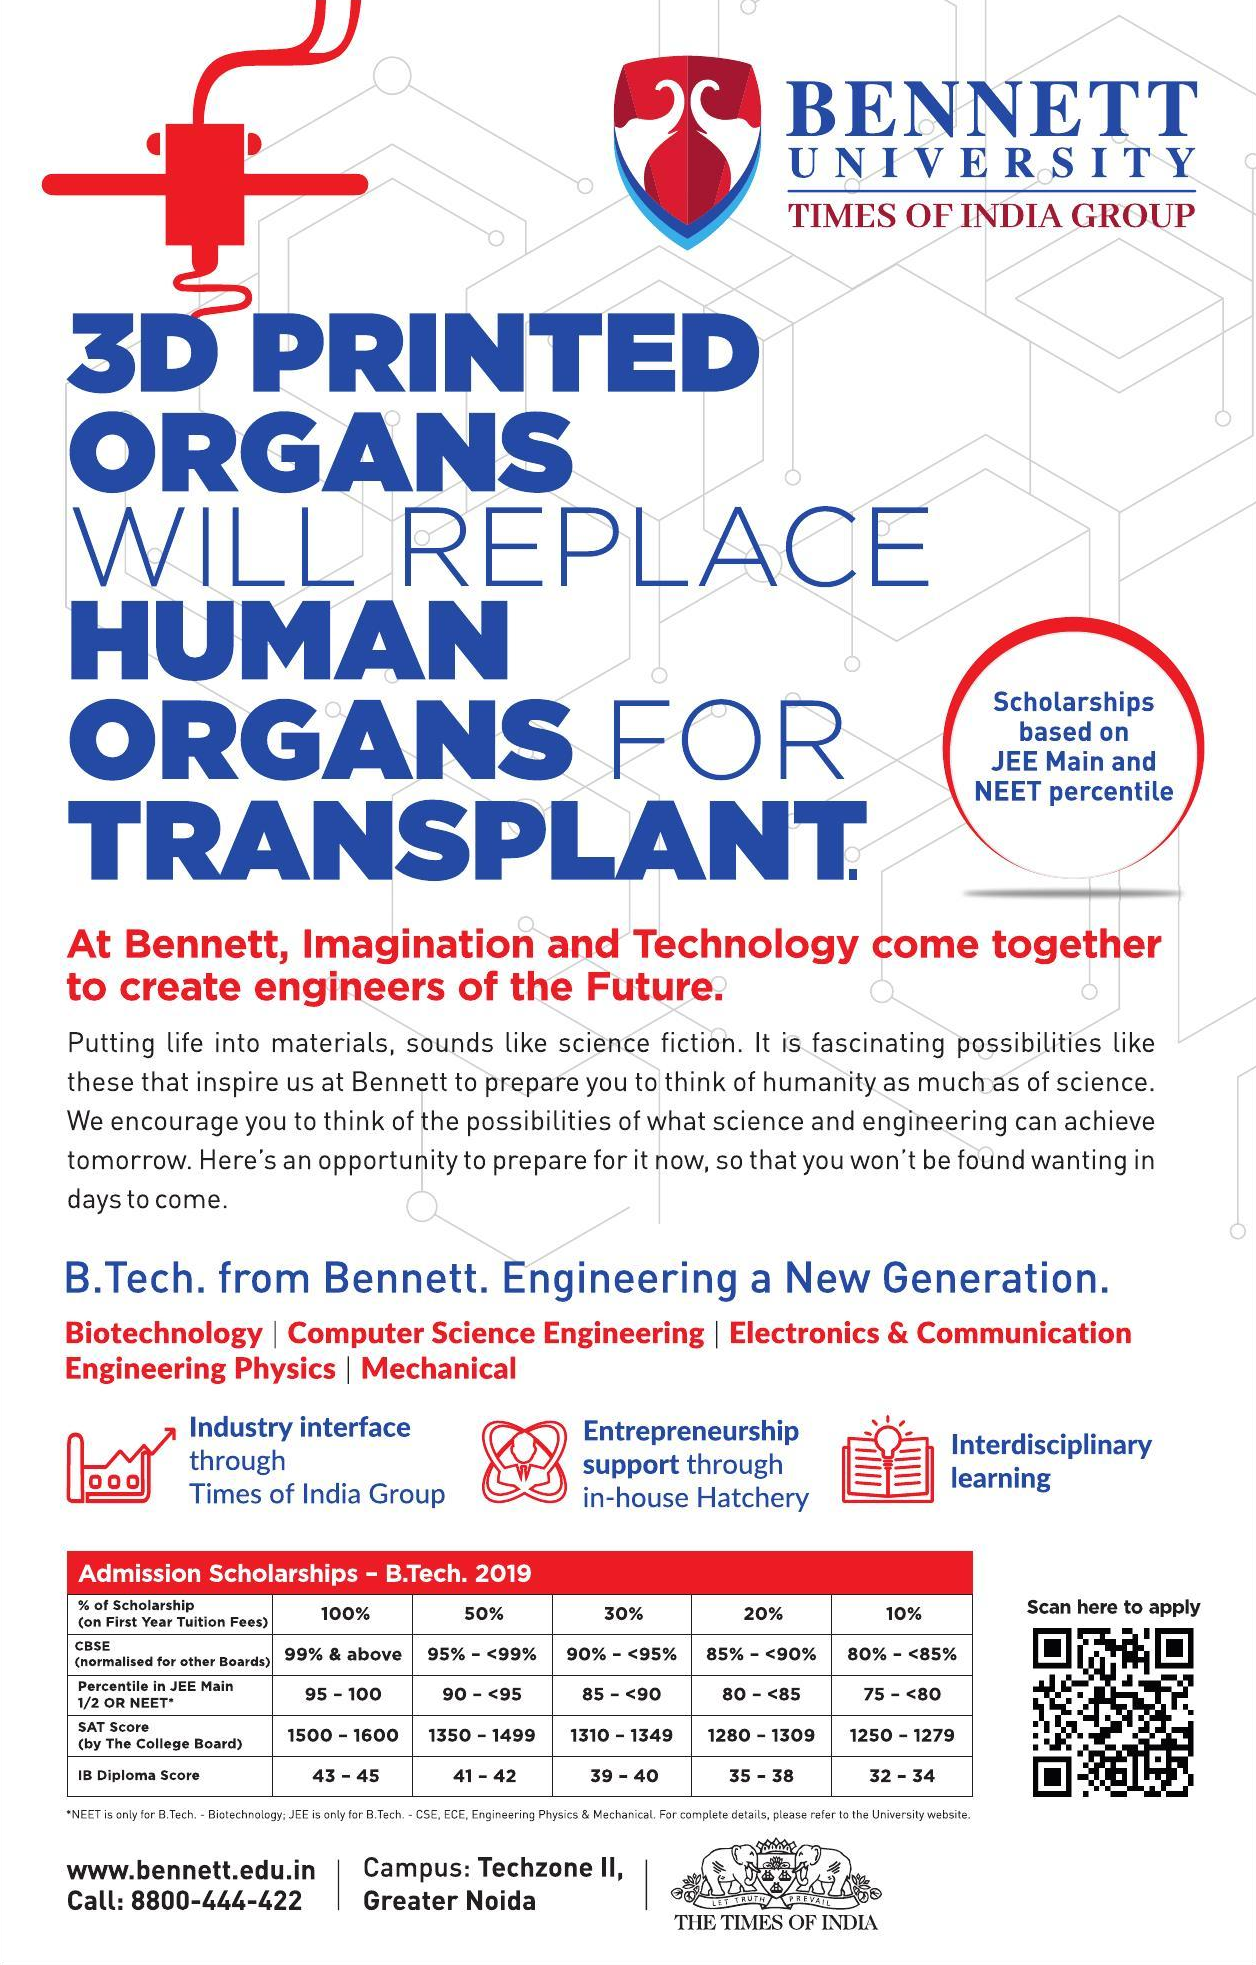 BENNETT
UNIVERSITY
TIMES OF INDIA GROUP
3D PRINTED
ORGANS
WILL REPLACE
HUMAN
ORGANS FOR
TRANSPLANT.
Scholarships
based on
JEE Main and
NEET percentile
At Bennett, Imagination and Technology come together
to create engineers of the Future.
Putting life into materials, sounds like science fiction. It is fascinating possibilities like
these that inspire us at Bennett to prepare you to think of humanity as much as of science.
We encourage you to think of the possibilities of what science and engineering can achieve
tomorrow. Here's an opportunity to prepare for it now, so that you won't be found wanting in
days to come.
B.Tech. from Bennett. Engineering a New Generation.
Biotechnology | Computer Science Engineering | Electronics & Communication
Engineering Physics | Mechanical
Industry interface
through
Times of India Group
Entrepreneurship
support through
in-house Hatchery
Interdisciplinary
learning
Admission Scholarships – B.Tech. 2019
% of Scholarship
(on First Year Tuition Fees) 100% 50% 30% 20% 10%
CBSE
(normalised for other Boards) 99% & above 95% – <99% 90% – <95% 85% – <90% 80% – <85%
Percentile in JEE Main
1/2 OR NEET* 95 – 100 90 – <95 85 – <90 80 – <85 75 – <80
SAT Score
(by The College Board) 1500 – 1600 1350 – 1499 1310 – 1349 1280 – 1309 1250 – 1279
IB Diploma Score 43 – 45 41 – 42 39 – 40 35 – 38 32 – 34
*NEET is only for B.Tech. - Biotechnology; JEE is only for B.Tech. - CSE, ECE, Engineering Physics & Mechanical. For complete details, please refer to the University website.
Scan here to apply
www.bennett.edu.in
Call: 8800-444-422
Campus: Techzone II,
Greater Noida
LET TRUTH PREVAIL
THE TIMES OF INDIA